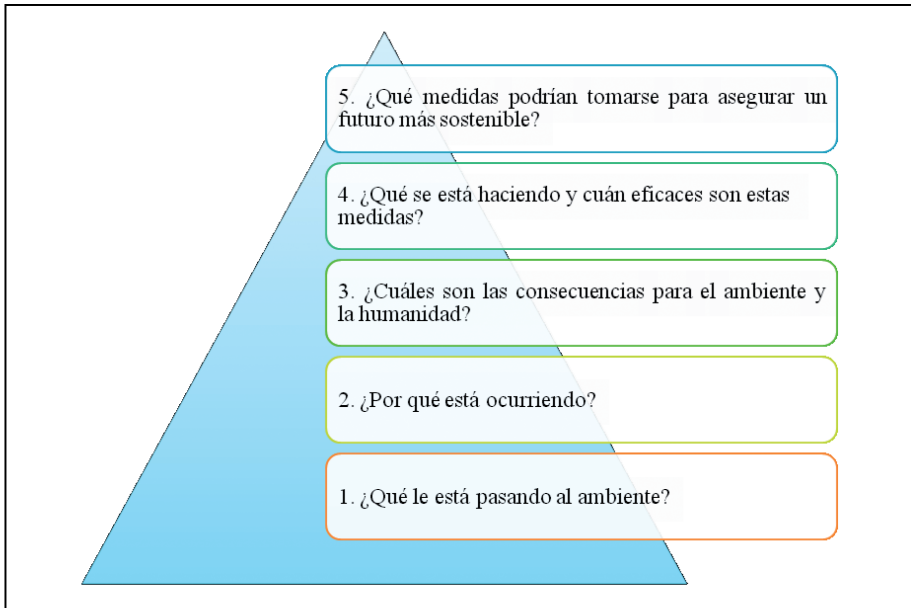 5. ¿Qué medidas podrían tomarse para asegurar un
futuro más sostenible?
4. ¿Qué se está haciendo y cuán eficaces son estas
medidas?
3. ¿Cuáles son las consecuencias para el ambiente y
la humanidad?
2. ¿Por qué está ocurriendo?
1. ¿Qué le está pasando al ambiente?